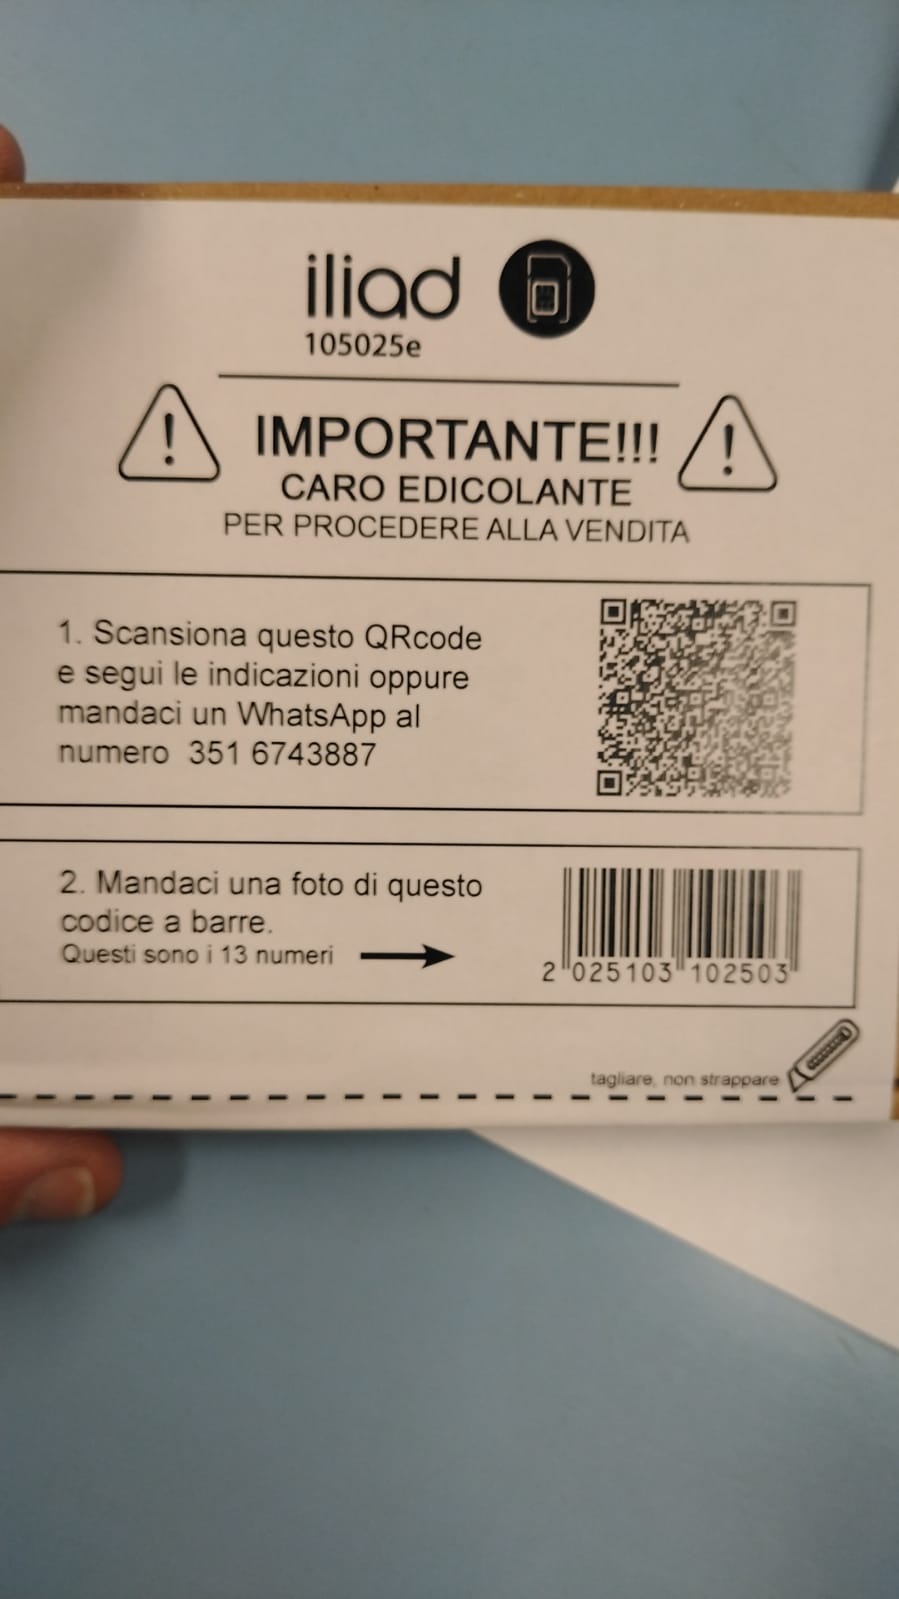 iliad
105025e
IMPORTANTE!!!
CARO EDICOLANTE
PER PROCEDERE ALLA VENDITA
1. Scansiona questo QRcode
e segui le indicazioni oppure
mandaci un WhatsApp al
numero 351 6743887
2. Mandaci una foto di questo
codice a barre.
Questi sono i 13 numeri
2 025103 102503
tagliare, non strappare